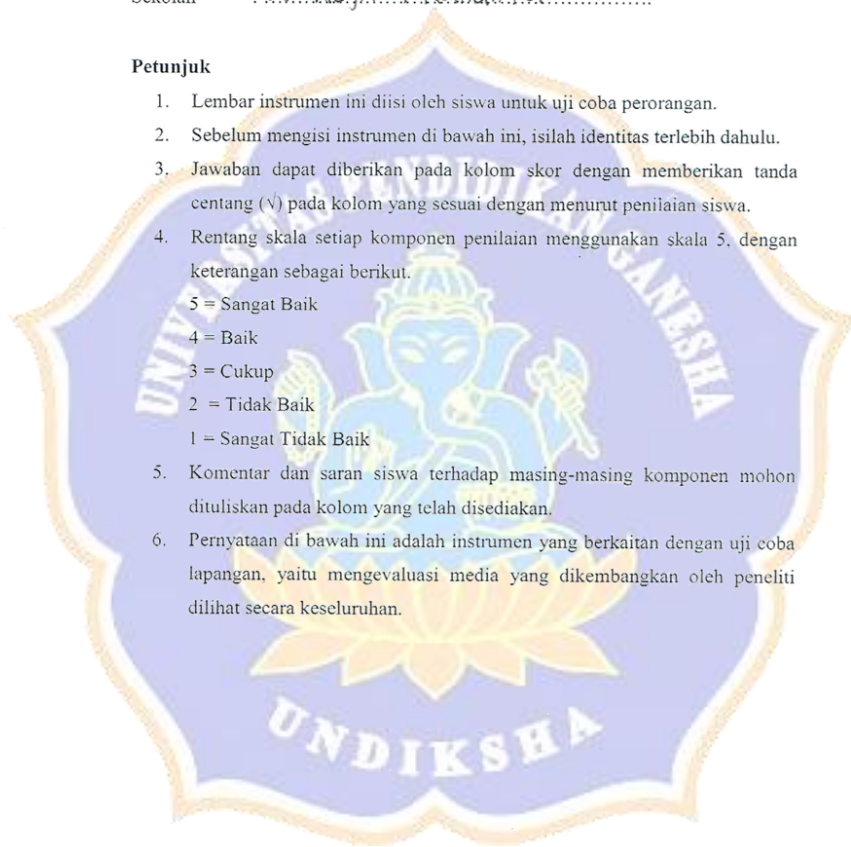 Sekolah :
Petunjuk
1. Lembar instrumen ini diisi oleh siswa untuk uji coba perorangan.
2. Sebelum mengisi instrumen di bawah ini, isilah identitas terlebih dahulu.
3. Jawaban dapat diberikan pada kolom skor dengan memberikan tanda
centang (√) pada kolom yang sesuai dengan menurut penilaian siswa.
4. Rentang skala setiap komponen penilaian menggunakan skala 5, dengan
keterangan sebagai berikut.
5 = Sangat Baik
4 = Baik
3 = Cukup
2 = Tidak Baik
1 = Sangat Tidak Baik
5. Komentar dan saran siswa terhadap masing-masing komponen mohon
dituliskan pada kolom yang telah disediakan.
6. Pernyataan di bawah ini adalah instrumen yang berkaitan dengan uji coba
lapangan, yaitu mengevaluasi media yang dikembangkan oleh peneliti
dilihat secara keseluruhan.
UNIVERSITAS PENDIDIKAN GANESHA
UNDIKSHA